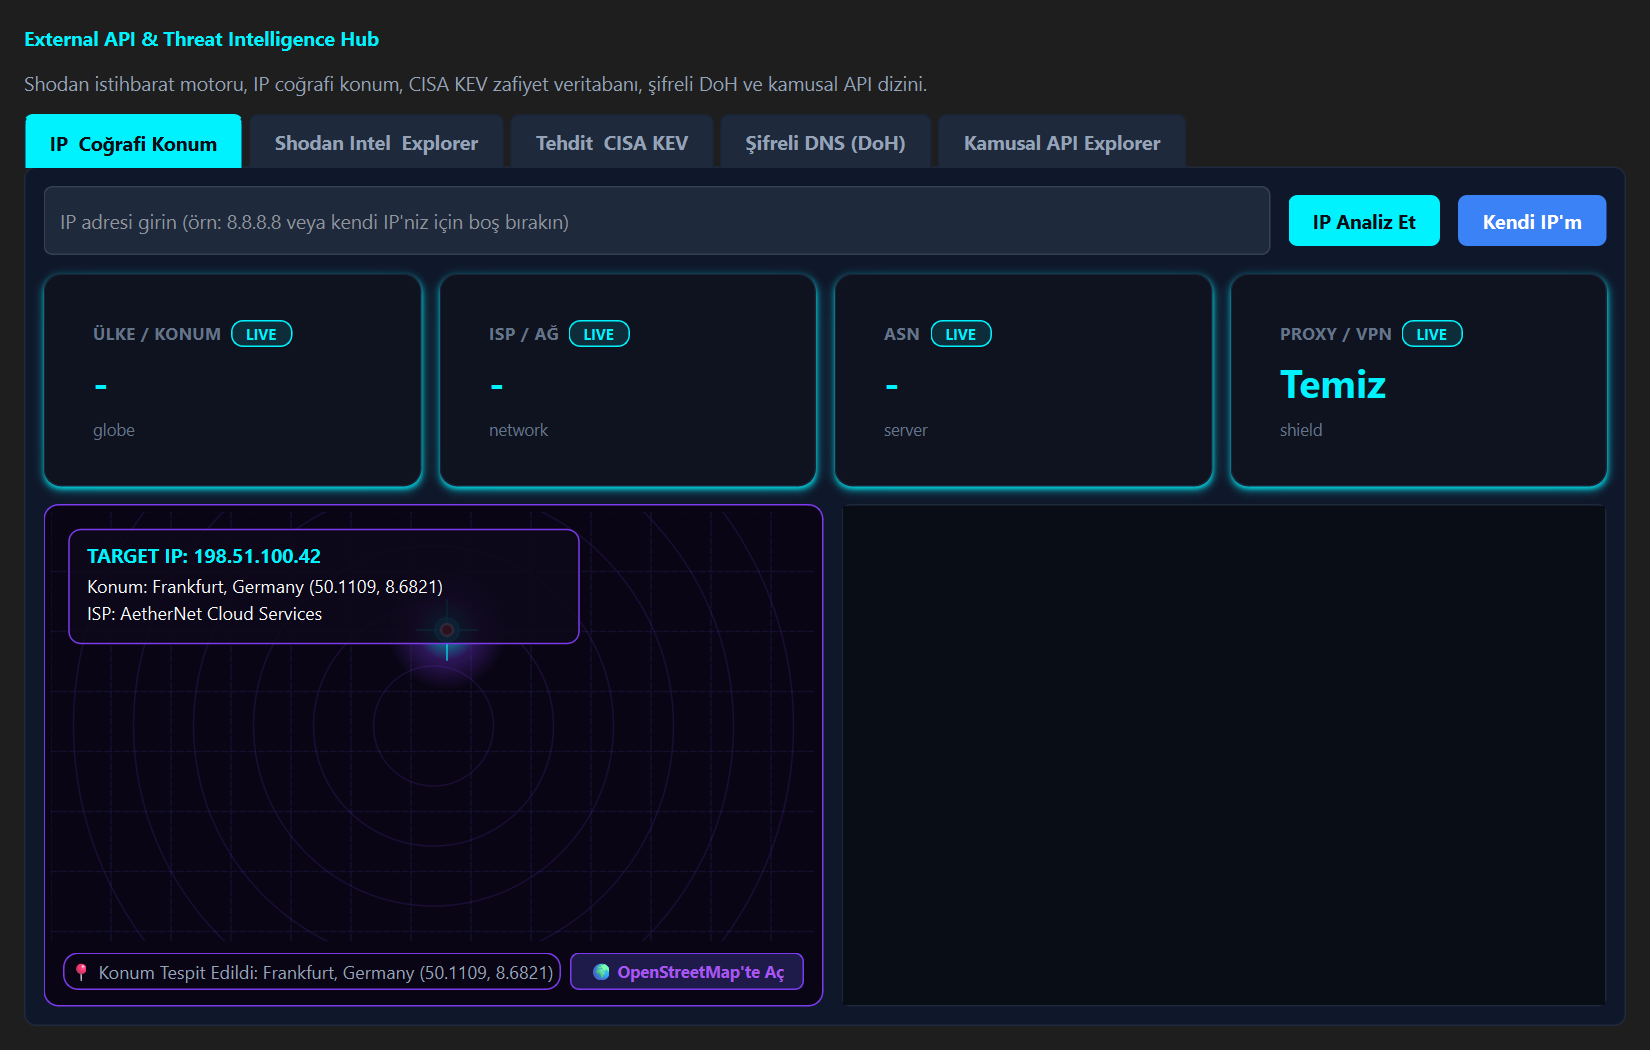 External API & Threat Intelligence Hub
Shodan istihbarat motoru, IP coğrafi konum, CISA KEV zafiyet veritabanı, şifreli DoH ve kamusal API dizini.
IP Coğrafi Konum
Shodan Intel Explorer
Tehdit CISA KEV
Şifreli DNS (DoH)
Kamusal API Explorer
IP adresi girin (örn: 8.8.8.8 veya kendi IP'niz için boş bırakın)
IP Analiz Et
Kendi IP'm
ÜLKE / KONUM LIVE
-
globe
ISP / AĞ LIVE
-
network
ASN LIVE
-
server
PROXY / VPN LIVE
Temiz
shield
TARGET IP: 198.51.100.42
Konum: Frankfurt, Germany (50.1109, 8.6821)
ISP: AetherNet Cloud Services
Konum Tespit Edildi: Frankfurt, Germany (50.1109, 8.6821)
OpenStreetMap'te Aç